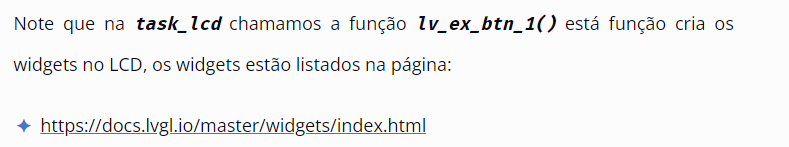 Note que na task_lcd chamamos a função lv_ex_btn_1() está função cria os
widgets no LCD, os widgets estão listados na página:
https://docs.lvgl.io/master/widgets/index.html